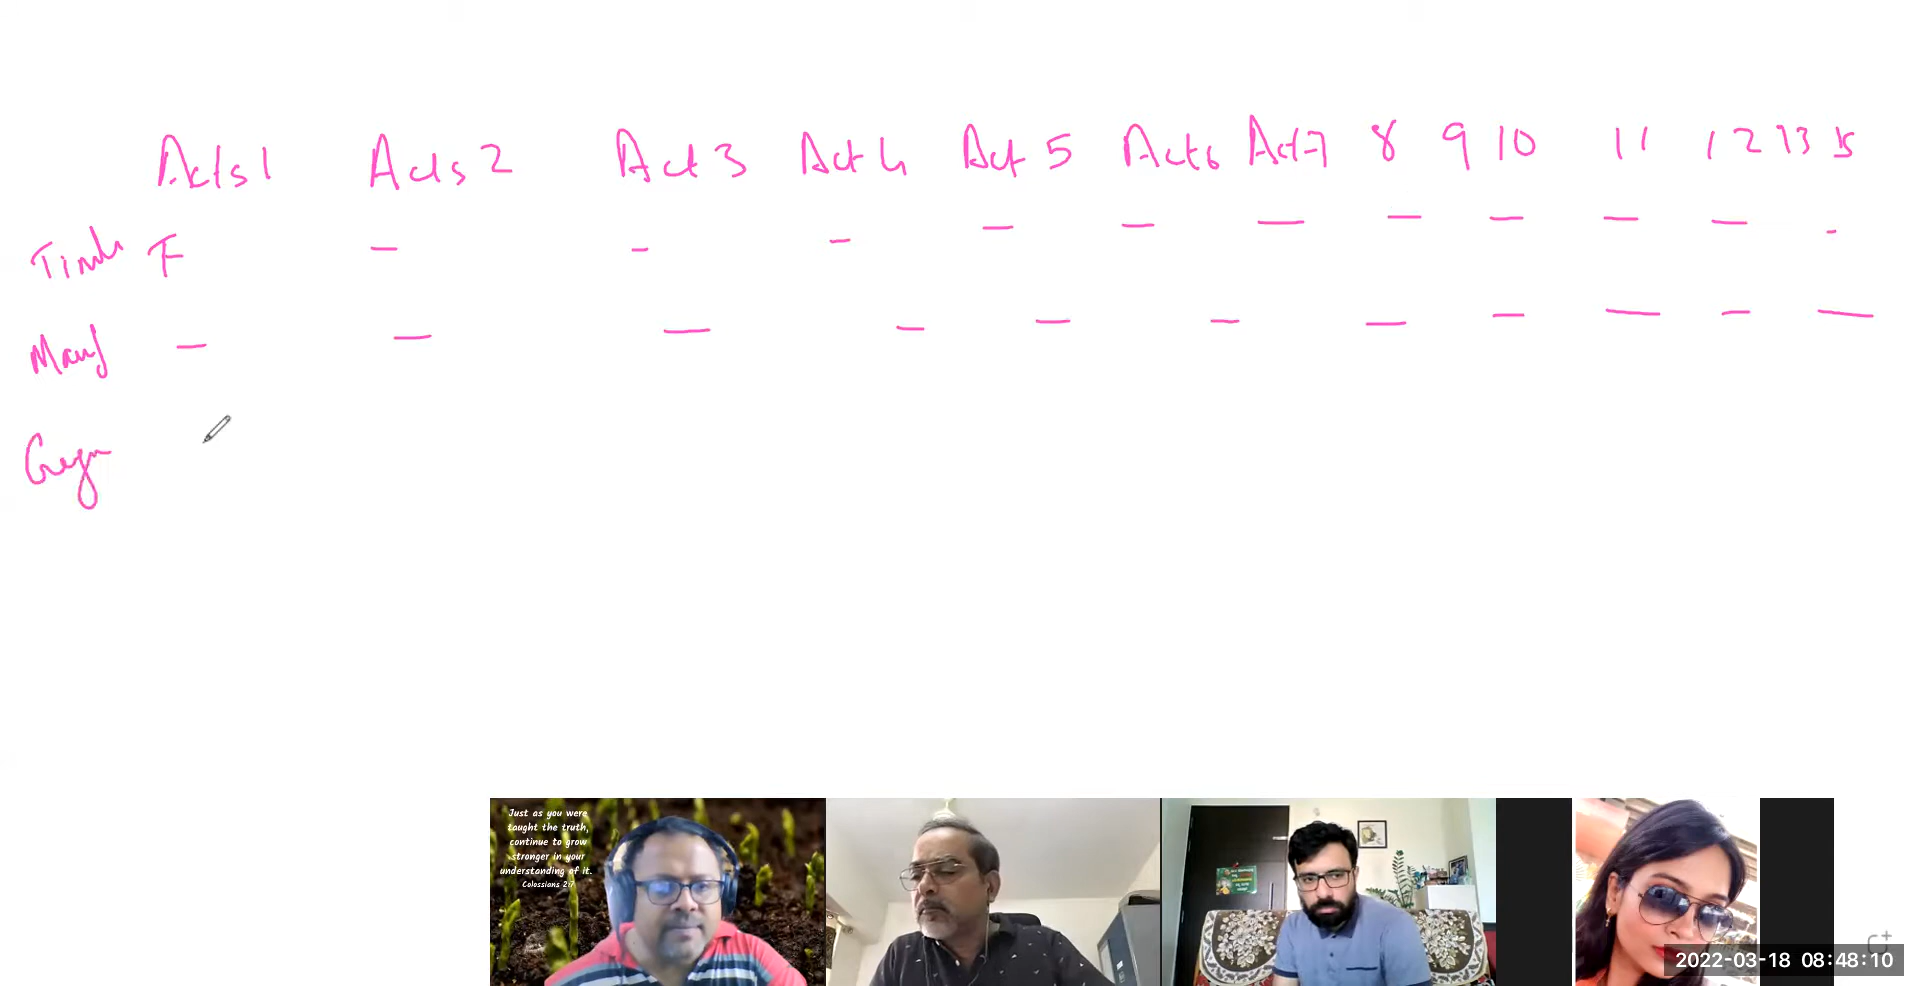 Acts 1 Acts 2 Act 3 Act 4 Act 5 Act 6 Act 7 8 9 10 11 12 13 15
F - - - - - - - - - - -
- - - - - - - - - - -
Just as you were
taught the truth,
continue to grow
stronger in your
understanding of it.
Colossians 2:7
2022-03-18 08:48:10